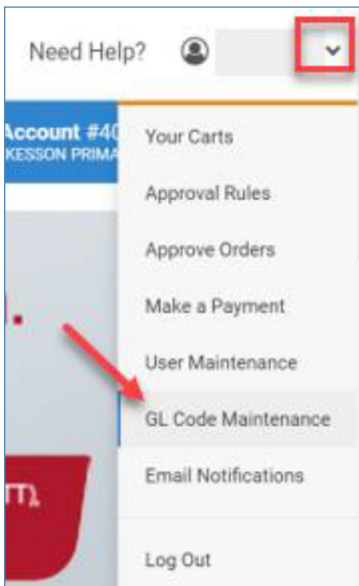 Need Help?
Account #40
KESSON PRIMA
Your Carts
Approval Rules
Approve Orders
Make a Payment
User Maintenance
GL Code Maintenance
Email Notifications
Log Out